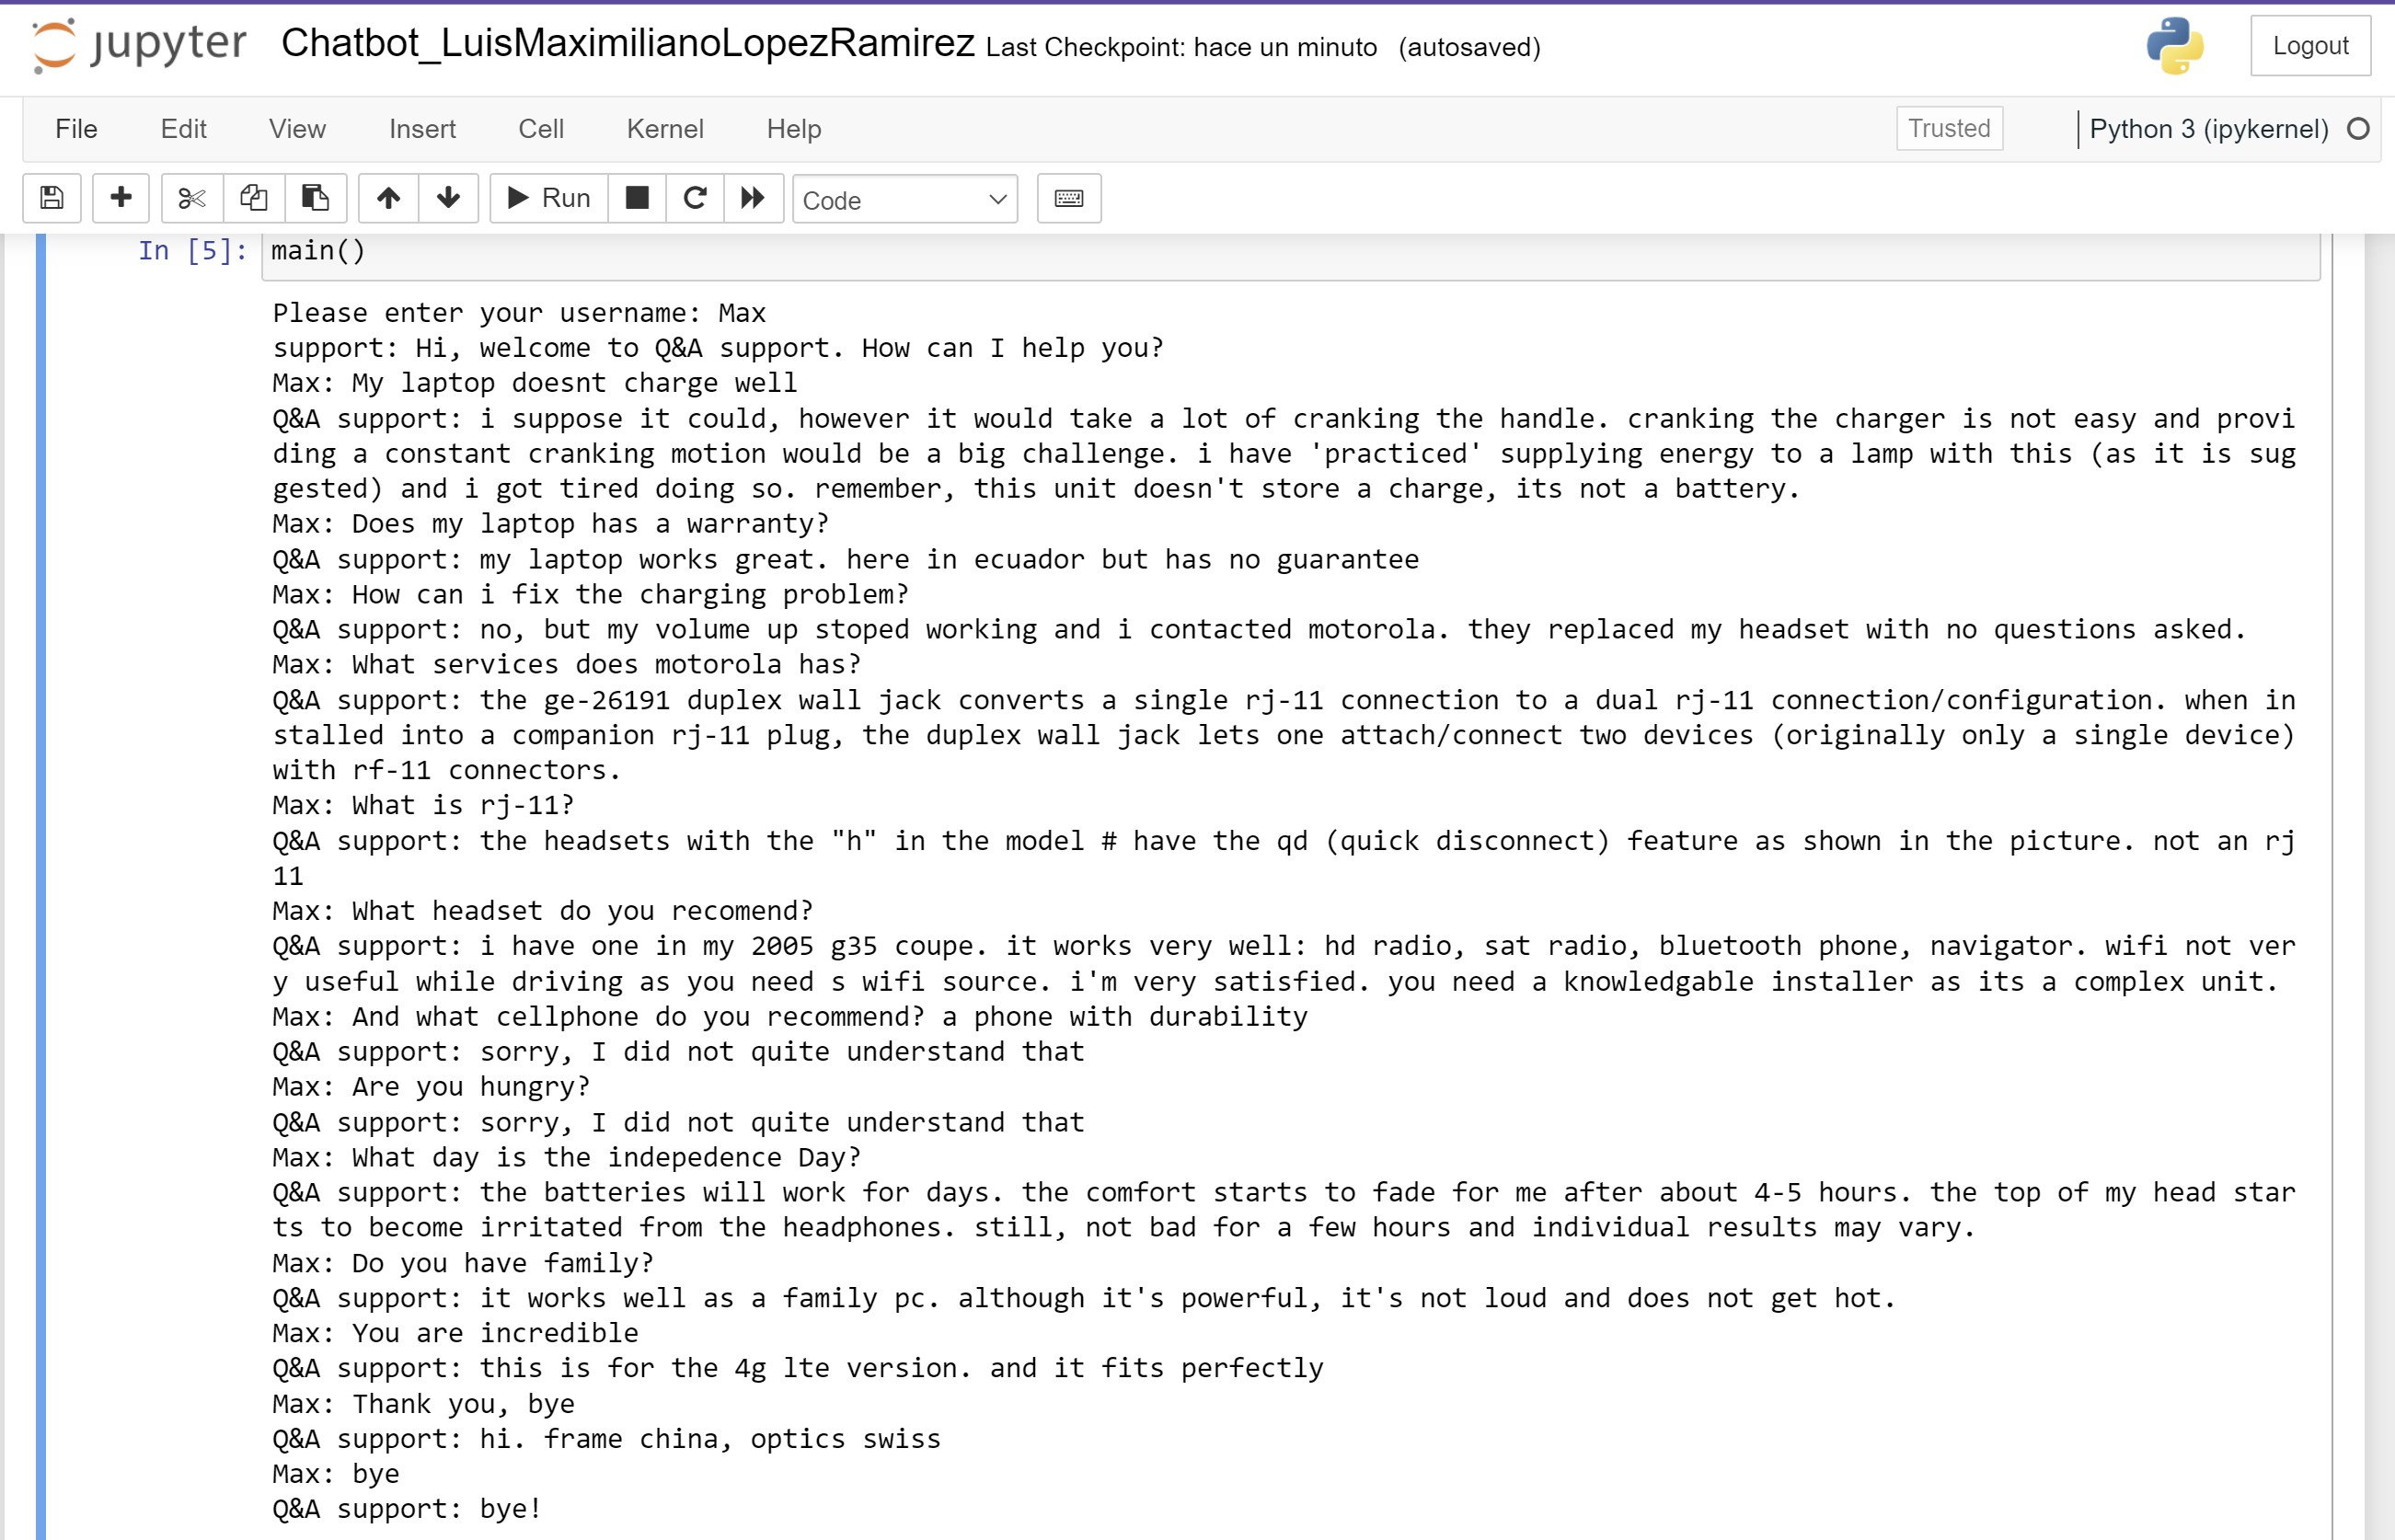 jupyter Chatbot_LuisMaximilianoLopezRamirez Last Checkpoint: hace un minuto (autosaved) Logout
File Edit View Insert Cell Kernel Help Trusted Python 3 (ipykernel)
Run Code
In [5]: main()
Please enter your username: Max
support: Hi, welcome to Q&A support. How can I help you?
Max: My laptop doesnt charge well
Q&A support: i suppose it could, however it would take a lot of cranking the handle. cranking the charger is not easy and provi
ding a constant cranking motion would be a big challenge. i have 'practiced' supplying energy to a lamp with this (as it is sug
gested) and i got tired doing so. remember, this unit doesn't store a charge, its not a battery.
Max: Does my laptop has a warranty?
Q&A support: my laptop works great. here in ecuador but has no guarantee
Max: How can i fix the charging problem?
Q&A support: no, but my volume up stoped working and i contacted motorola. they replaced my headset with no questions asked.
Max: What services does motorola has?
Q&A support: the ge-26191 duplex wall jack converts a single rj-11 connection to a dual rj-11 connection/configuration. when in
stalled into a companion rj-11 plug, the duplex wall jack lets one attach/connect two devices (originally only a single device)
with rf-11 connectors.
Max: What is rj-11?
Q&A support: the headsets with the "h" in the model # have the qd (quick disconnect) feature as shown in the picture. not an rj
11
Max: What headset do you recomend?
Q&A support: i have one in my 2005 g35 coupe. it works very well: hd radio, sat radio, bluetooth phone, navigator. wifi not ver
y useful while driving as you need s wifi source. i'm very satisfied. you need a knowledgable installer as its a complex unit.
Max: And what cellphone do you recommend? a phone with durability
Q&A support: sorry, I did not quite understand that
Max: Are you hungry?
Q&A support: sorry, I did not quite understand that
Max: What day is the indepedence Day?
Q&A support: the batteries will work for days. the comfort starts to fade for me after about 4-5 hours. the top of my head star
ts to become irritated from the headphones. still, not bad for a few hours and individual results may vary.
Max: Do you have family?
Q&A support: it works well as a family pc. although it's powerful, it's not loud and does not get hot.
Max: You are incredible
Q&A support: this is for the 4g lte version. and it fits perfectly
Max: Thank you, bye
Q&A support: hi. frame china, optics swiss
Max: bye
Q&A support: bye!